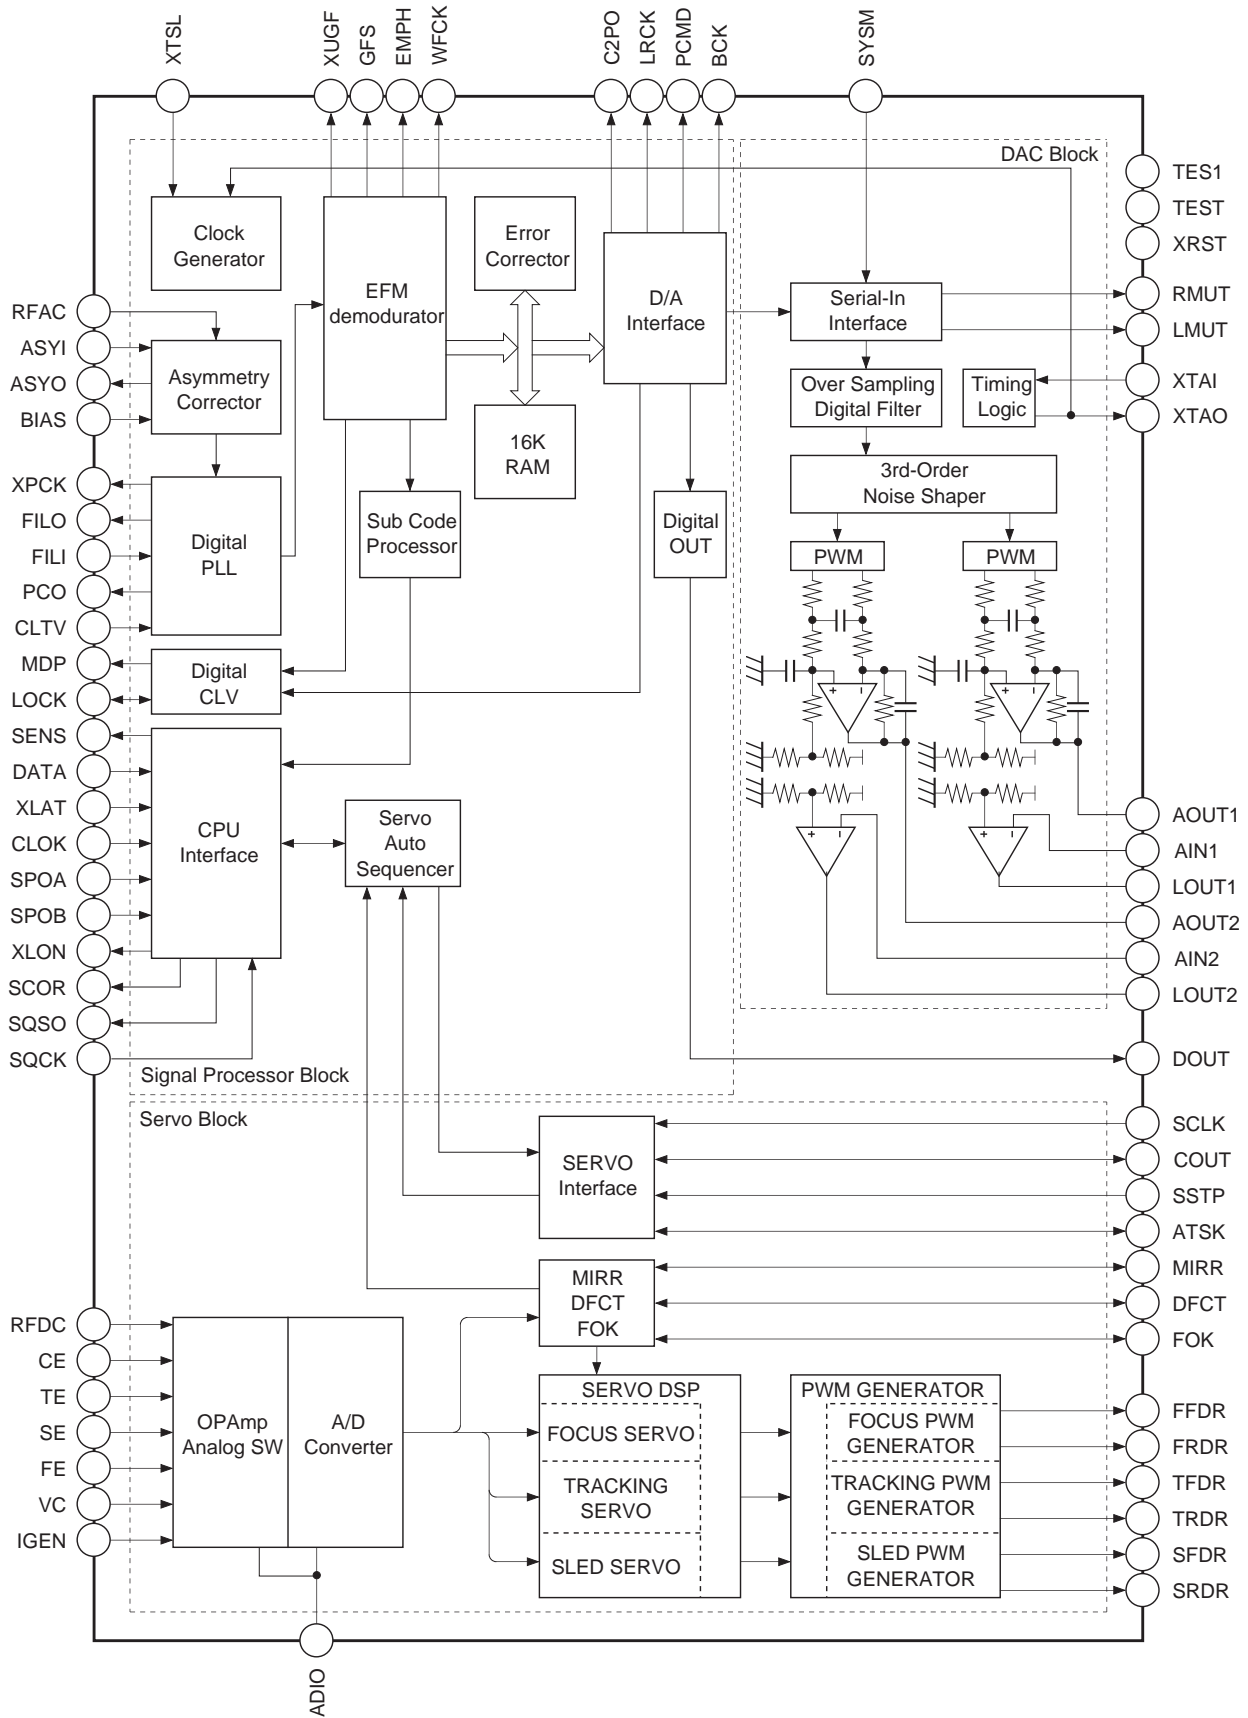 XTSL
XUGF
GFS
EMPH
WFCK
C2PO
LRCK
PCMD
BCK
SYSM
DAC Block
TES1
TEST
XRST
RMUT
LMUT
XTAI
XTAO
Clock
Generator
EFM
demodurator
Error
Corrector
D/A
Interface
Serial-In
Interface
RFAC
ASYI
ASYO
BIAS
Asymmetry
Corrector
Over Sampling
Digital Filter
Timing
Logic
16K
RAM
3rd-Order
Noise Shaper
XPCK
FILO
FILI
PCO
CLTV
Digital
PLL
Sub Code
Processor
Digital
OUT
PWM
PWM
MDP
LOCK
Digital
CLV
+
–
+
–
SENS
DATA
XLAT
CLOK
SPOA
SPOB
XLON
SCOR
SQSO
SQCK
CPU
Interface
Servo
Auto
Sequencer
+
–
+
–
AOUT1
AIN1
LOUT1
AOUT2
AIN2
LOUT2
DOUT
Signal Processor Block
Servo Block
SERVO
Interface
SCLK
COUT
SSTP
ATSK
MIRR
DFCT
FOK
MIRR
DFCT
FOK
RFDC
CE
TE
SE
FE
VC
IGEN
OPAmp
Analog SW
A/D
Converter
SERVO DSP
FOCUS SERVO
TRACKING
SERVO
SLED SERVO
PWM GENERATOR
FOCUS PWM
GENERATOR
TRACKING PWM
GENERATOR
SLED PWM
GENERATOR
FFDR
FRDR
TFDR
TRDR
SFDR
SRDR
ADIO